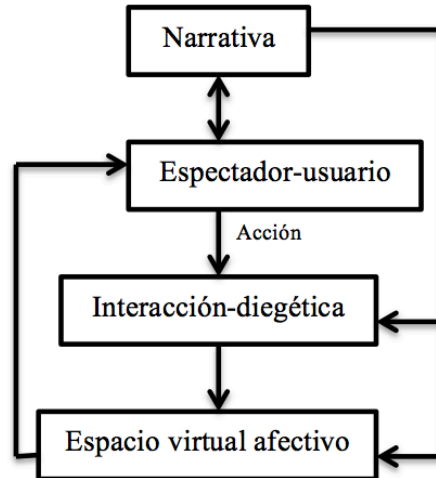 Narrativa
Espectador-usuario
Acción
Interacción-diegética
Espacio virtual afectivo